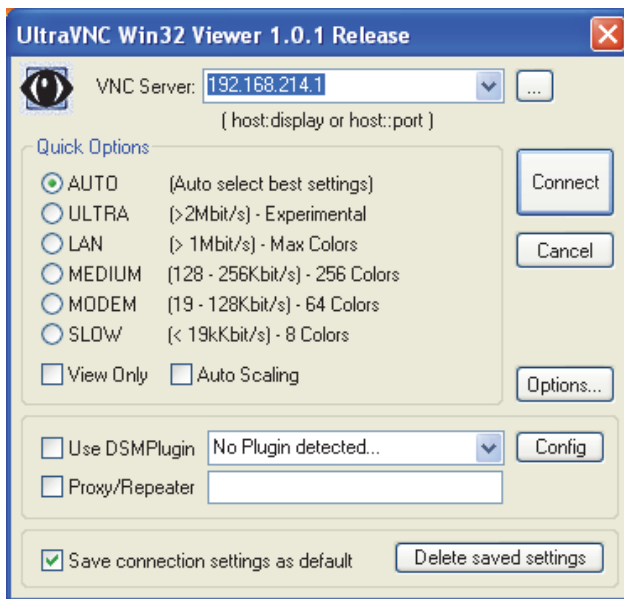 UltraVNC Win32 Viewer 1.0.1 Release
VNC Server: 192.168.214.1 ...
( host:display or host::port )
Quick Options
AUTO (Auto select best settings)
ULTRA (>2Mbit/s) - Experimental
LAN (> 1Mbit/s) - Max Colors
MEDIUM (128 - 256Kbit/s) - 256 Colors
MODEM (19 - 128Kbit/s) - 64 Colors
SLOW (< 19kKbit/s) - 8 Colors
View Only Auto Scaling
Connect
Cancel
Options...
Use DSMPlugin No Plugin detected... Config
Proxy/Repeater
Save connection settings as default Delete saved settings